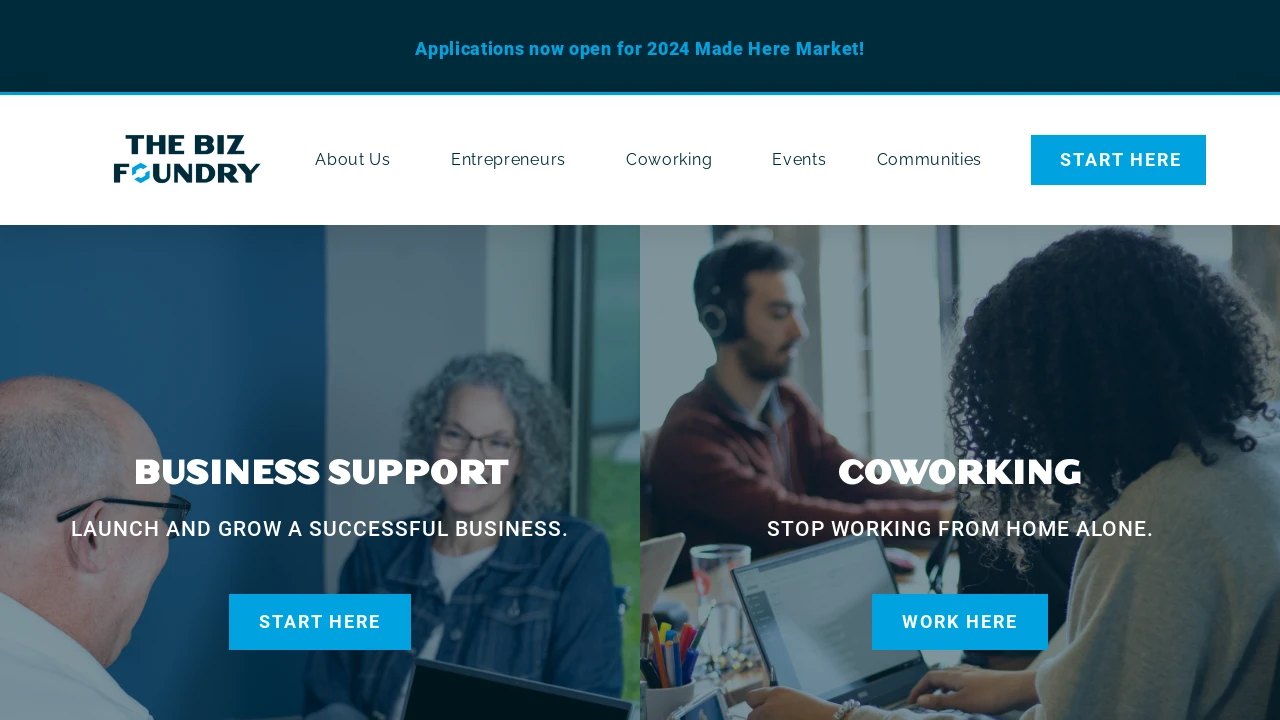 Applications now open for 2024 Made Here Market!
THE BIZ
FOUNDRY
About Us
Entrepreneurs
Coworking
Events
Communities
START HERE
BUSINESS SUPPORT
LAUNCH AND GROW A SUCCESSFUL BUSINESS.
START HERE
COWORKING
STOP WORKING FROM HOME ALONE.
WORK HERE